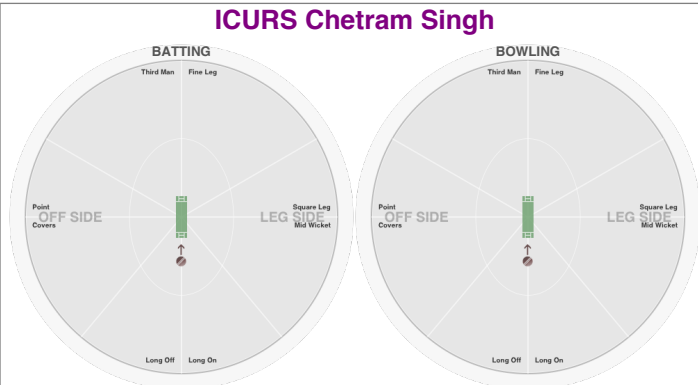 ICURS Chetram Singh
BATTING
Third Man Fine Leg
Point
OFF SIDE
Covers
Square Leg
LEG SIDE
Mid Wicket
Long Off Long On
BOWLING
Third Man Fine Leg
Point
OFF SIDE
Covers
Square Leg
LEG SIDE
Mid Wicket
Long Off Long On